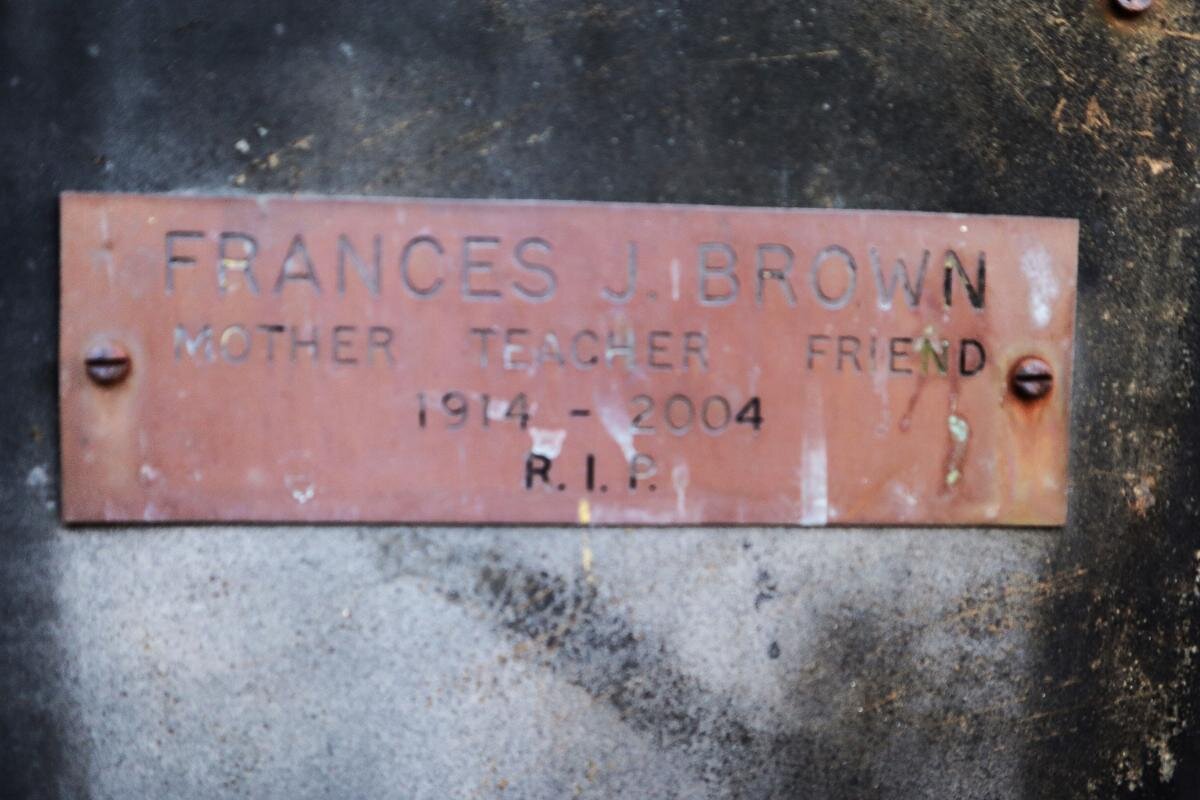 FRANCES J. BROWN
MOTHER TEACHER FRIEND
1914 - 2004
R.I.P.